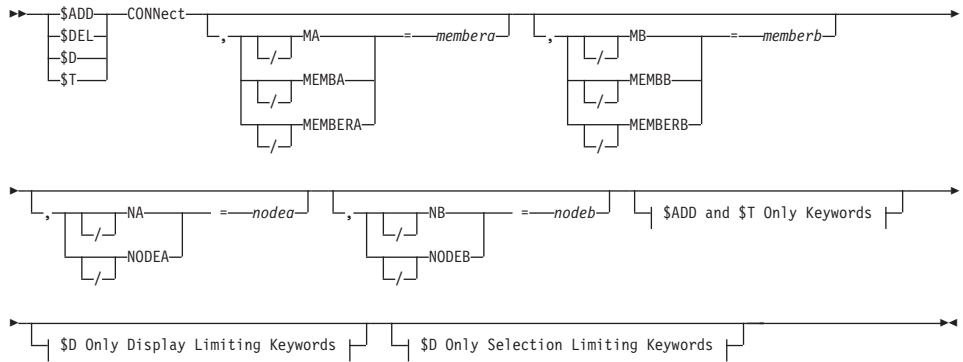 $ADD CONNect , / MA = membera , / MB = memberb
$DEL
$D / MEMBA / MEMBB
$T
/ MEMBERA / MEMBERB
, / NA = nodea , / NB = nodeb $ADD and $T Only Keywords
/ NODEA / NODEB
$D Only Display Limiting Keywords $D Only Selection Limiting Keywords